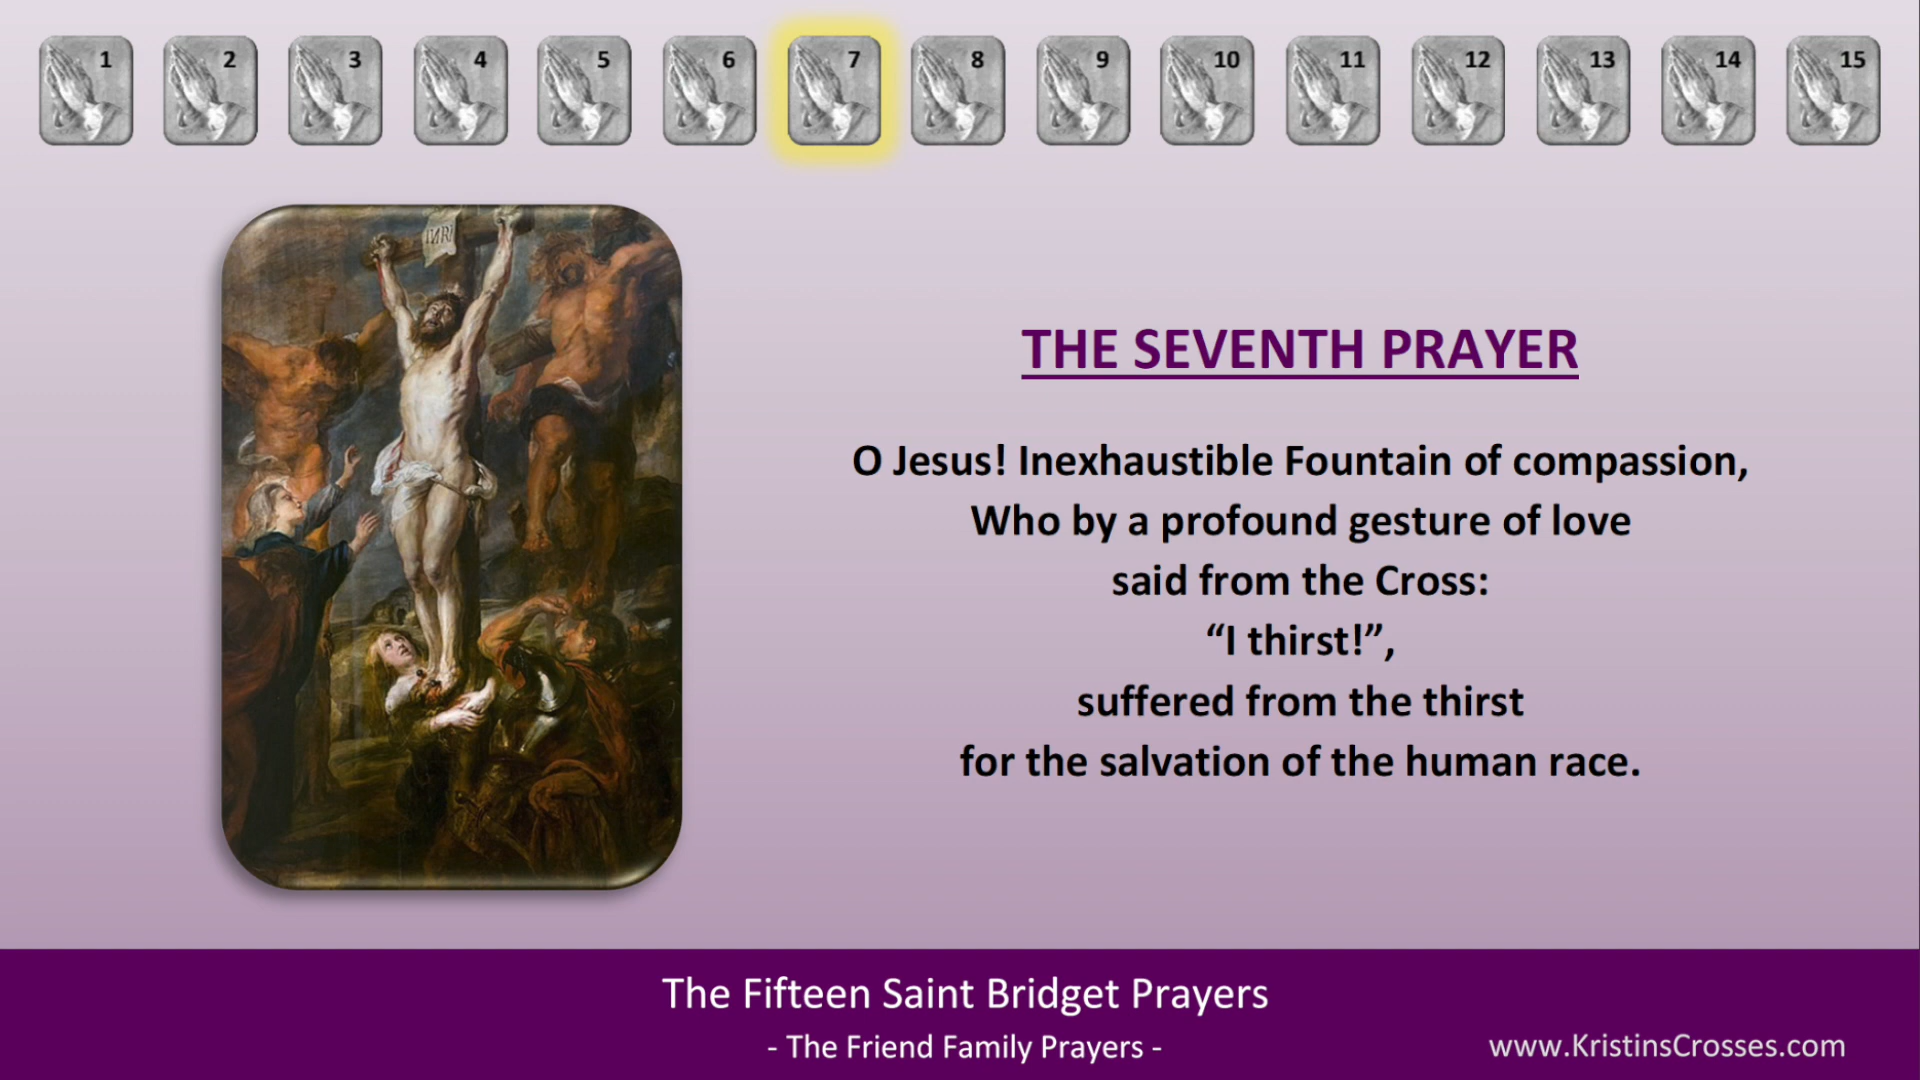 1 2 3 4 5 6 7 8 9 10 11 12 13 14 15
INRI
THE SEVENTH PRAYER
O Jesus! Inexhaustible Fountain of compassion,
Who by a profound gesture of love
said from the Cross:
“I thirst!”,
suffered from the thirst
for the salvation of the human race.
The Fifteen Saint Bridget Prayers
- The Friend Family Prayers -
www.KristinsCrosses.com